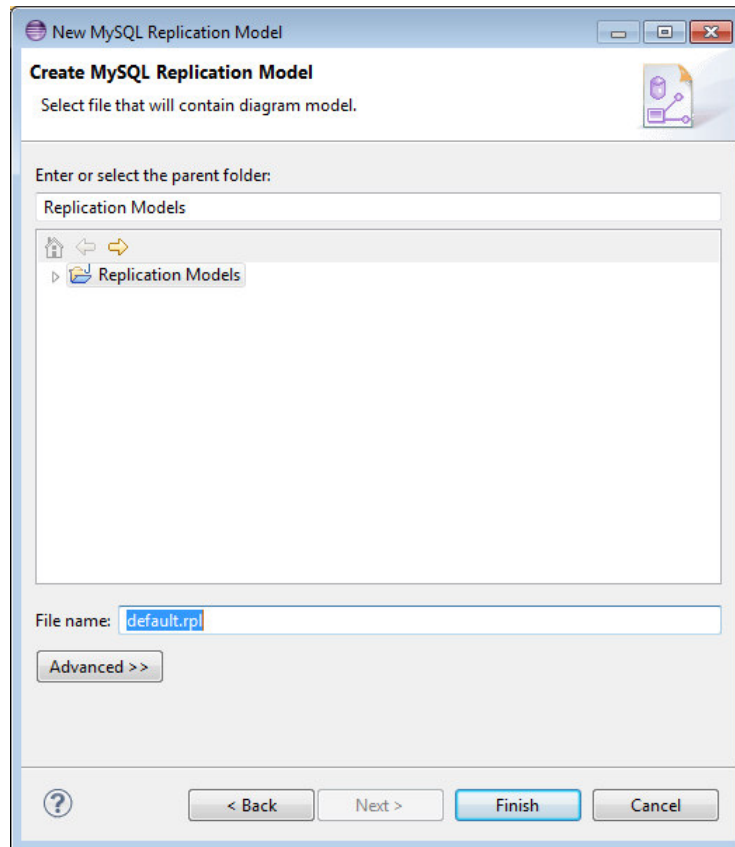 New MySQL Replication Model
Create MySQL Replication Model
Select file that will contain diagram model.
Enter or select the parent folder:
Replication Models
Replication Models
File name: default.rpl
Advanced >>
? < Back Next > Finish Cancel